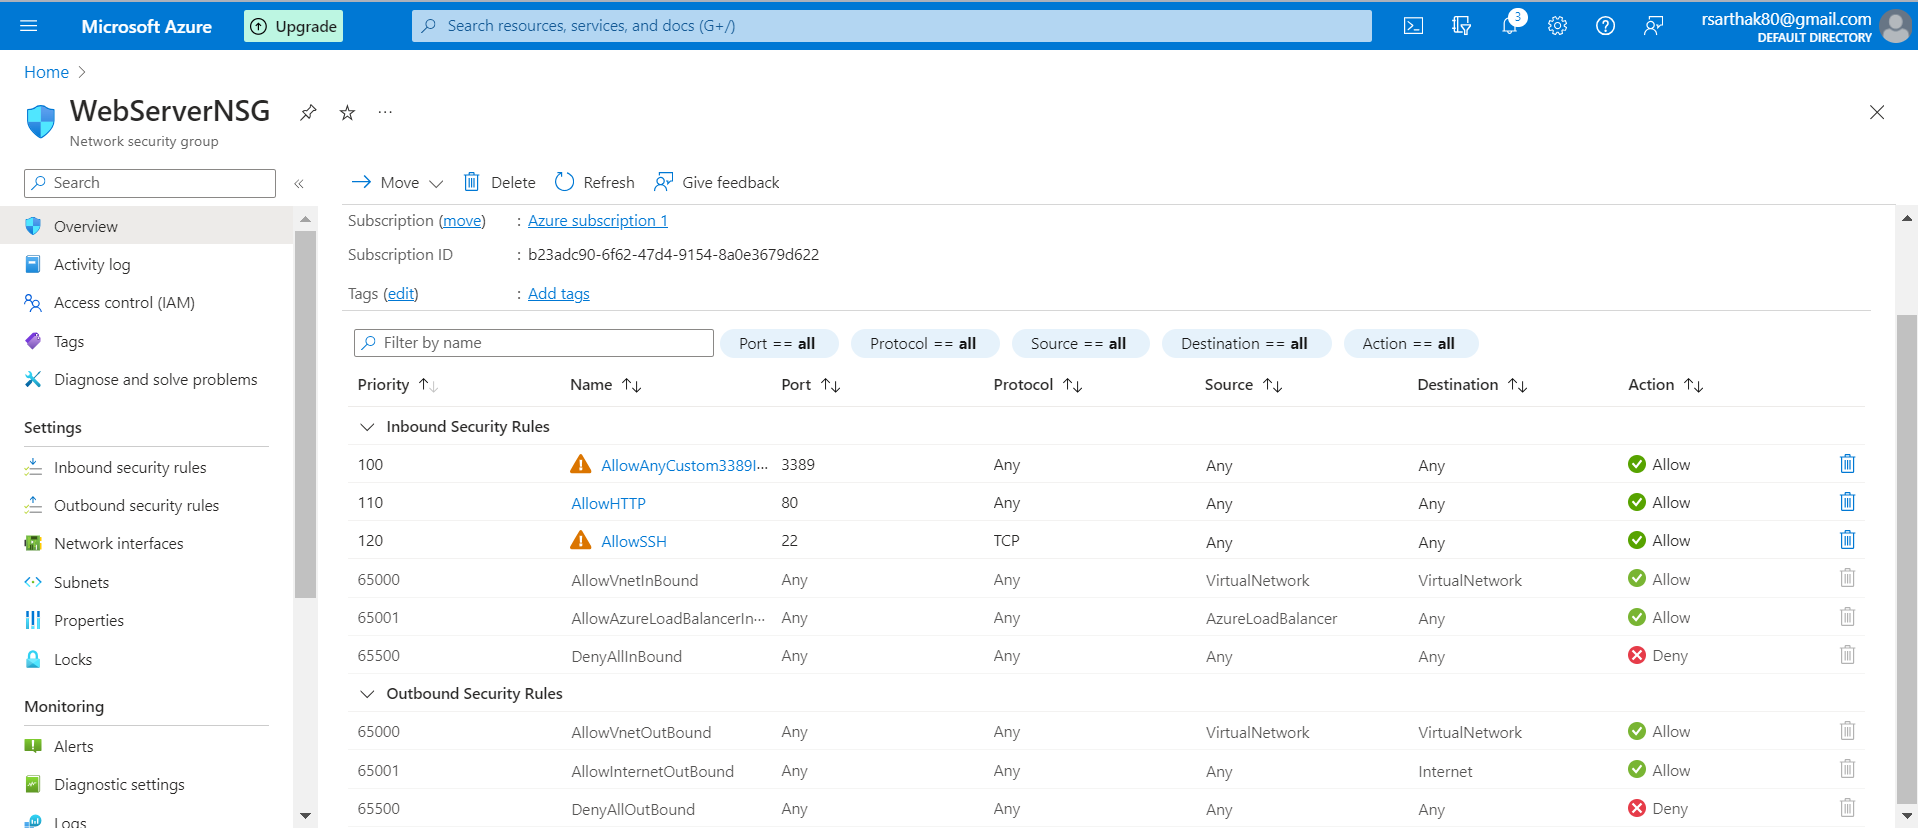 Microsoft Azure
Upgrade
Search resources, services, and docs (G+/)
3
rsarthak80@gmail.com
DEFAULT DIRECTORY
Home
WebServerNSG
Network security group
Search
Overview
Activity log
Access control (IAM)
Tags
Diagnose and solve problems
Settings
Inbound security rules
Outbound security rules
Network interfaces
Subnets
Properties
Locks
Monitoring
Alerts
Diagnostic settings
Logs
Move Delete Refresh Give feedback
Subscription (move) : Azure subscription 1
Subscription ID : b23adc90-6f62-47d4-9154-8a0e3679d622
Tags (edit) : Add tags
Filter by name Port == all Protocol == all Source == all Destination == all Action == all
Priority Name Port Protocol Source Destination Action
Inbound Security Rules
100 AllowAnyCustom3389I... 3389 Any Any Any Allow
110 AllowHTTP 80 Any Any Any Allow
120 AllowSSH 22 TCP Any Any Allow
65000 AllowVnetInBound Any Any VirtualNetwork VirtualNetwork Allow
65001 AllowAzureLoadBalancerIn... Any Any AzureLoadBalancer Any Allow
65500 DenyAllInBound Any Any Any Any Deny
Outbound Security Rules
65000 AllowVnetOutBound Any Any VirtualNetwork VirtualNetwork Allow
65001 AllowInternetOutBound Any Any Any Internet Allow
65500 DenyAllOutBound Any Any Any Any Deny